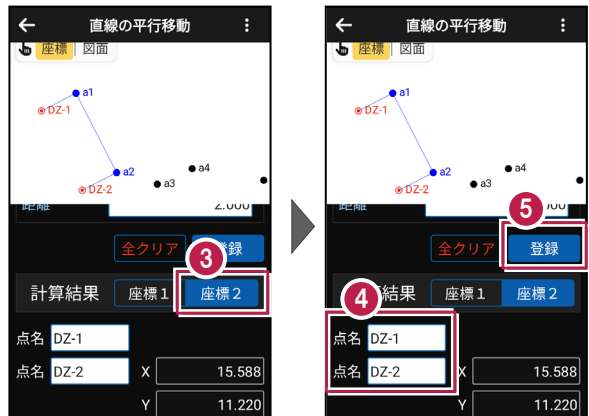 直線の平行移動
座標 図面
a1
DZ-1
a2
a4
DZ-2
a3
距離 2.000
全クリア 登録
3
計算結果 座標1 座標2
点名 DZ-1
点名 DZ-2 X 15.588
Y 11.220
直線の平行移動
座標 図面
a1
DZ-1
a2
a4
DZ-2
a3
距離
5
全クリア 登録
4
結果 座標1 座標2
点名 DZ-1
点名 DZ-2 X 15.588
Y 11.220